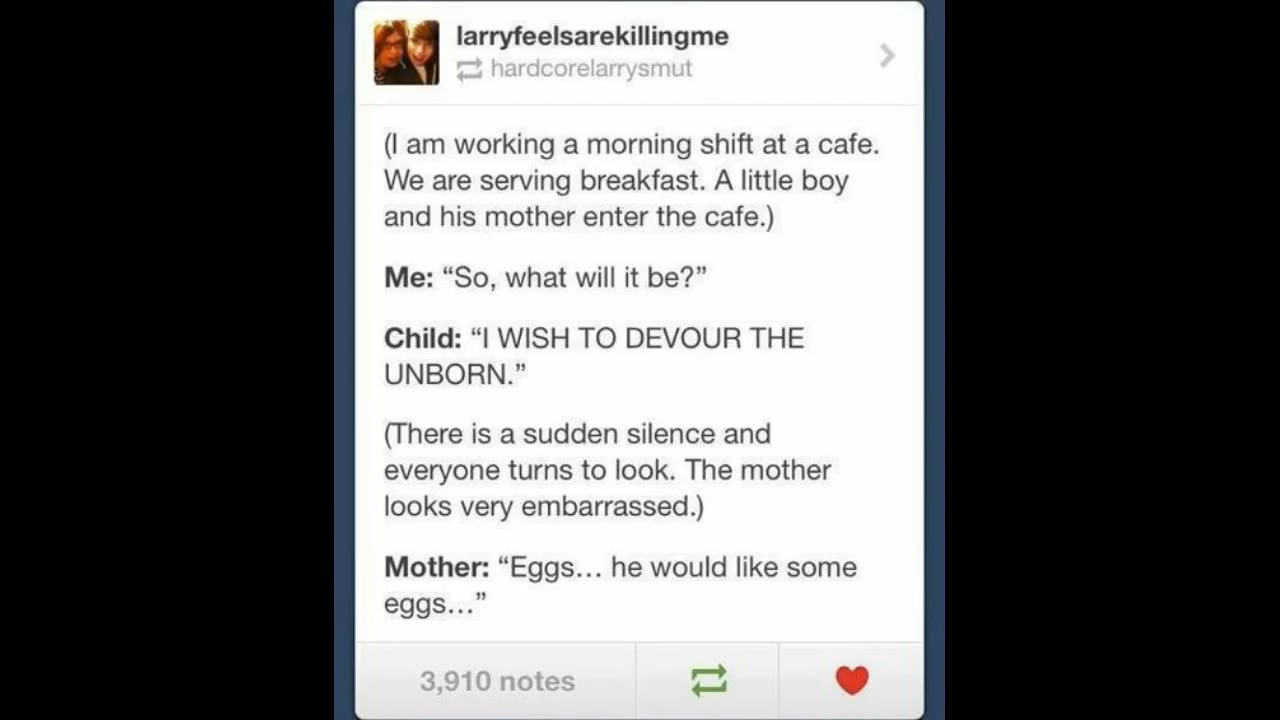 larryfeelsarekillingme
hardcorelarrysmut
(I am working a morning shift at a cafe.
We are serving breakfast. A little boy
and his mother enter the cafe.)
Me: “So, what will it be?”
Child: “I WISH TO DEVOUR THE
UNBORN.”
(There is a sudden silence and
everyone turns to look. The mother
looks very embarrassed.)
Mother: “Eggs... he would like some
eggs...”
3,910 notes